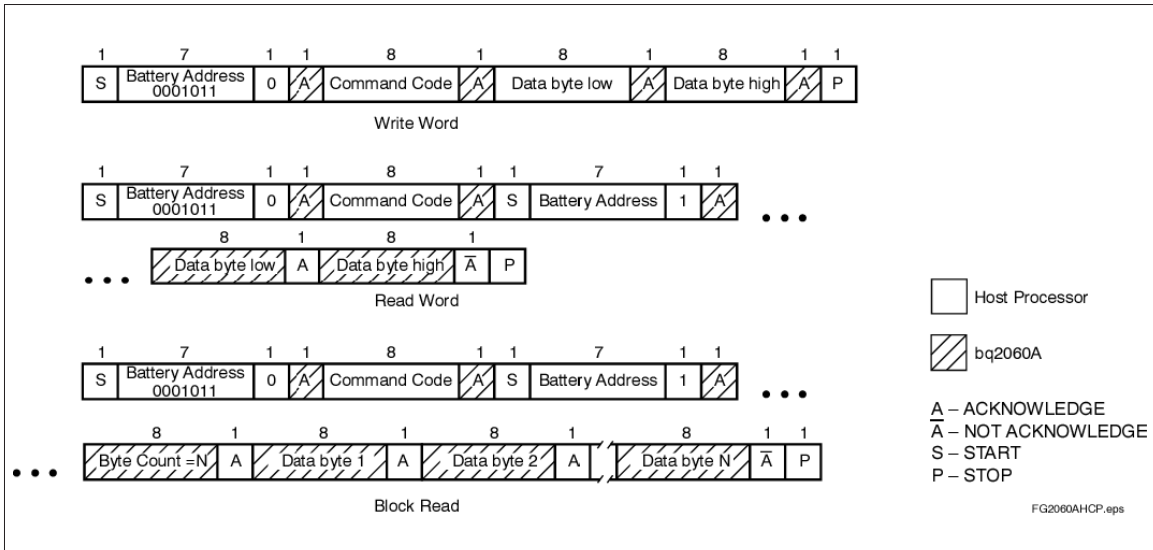 1 7 1 1 8 1 8 1 8 1 1
S Battery Address 0001011 0 A Command Code A Data byte low A Data byte high A P
Write Word
1 7 1 1 8 1 1 7 1 1
S Battery Address 0001011 0 A Command Code A S Battery Address 1 A
8 1 8 1
Data byte low A Data byte high A̅ P
Read Word
1 7 1 1 8 1 1 7 1 1
S Battery Address 0001011 0 A Command Code A S Battery Address 1 A
8 1 8 1 8 1 8 1 1
Byte Count =N A Data byte 1 A Data byte 2 A Data byte N A̅ P
Block Read
Host Processor
bq2060A
A – ACKNOWLEDGE
A̅ – NOT ACKNOWLEDGE
S – START
P – STOP
FG2060AHCP.eps